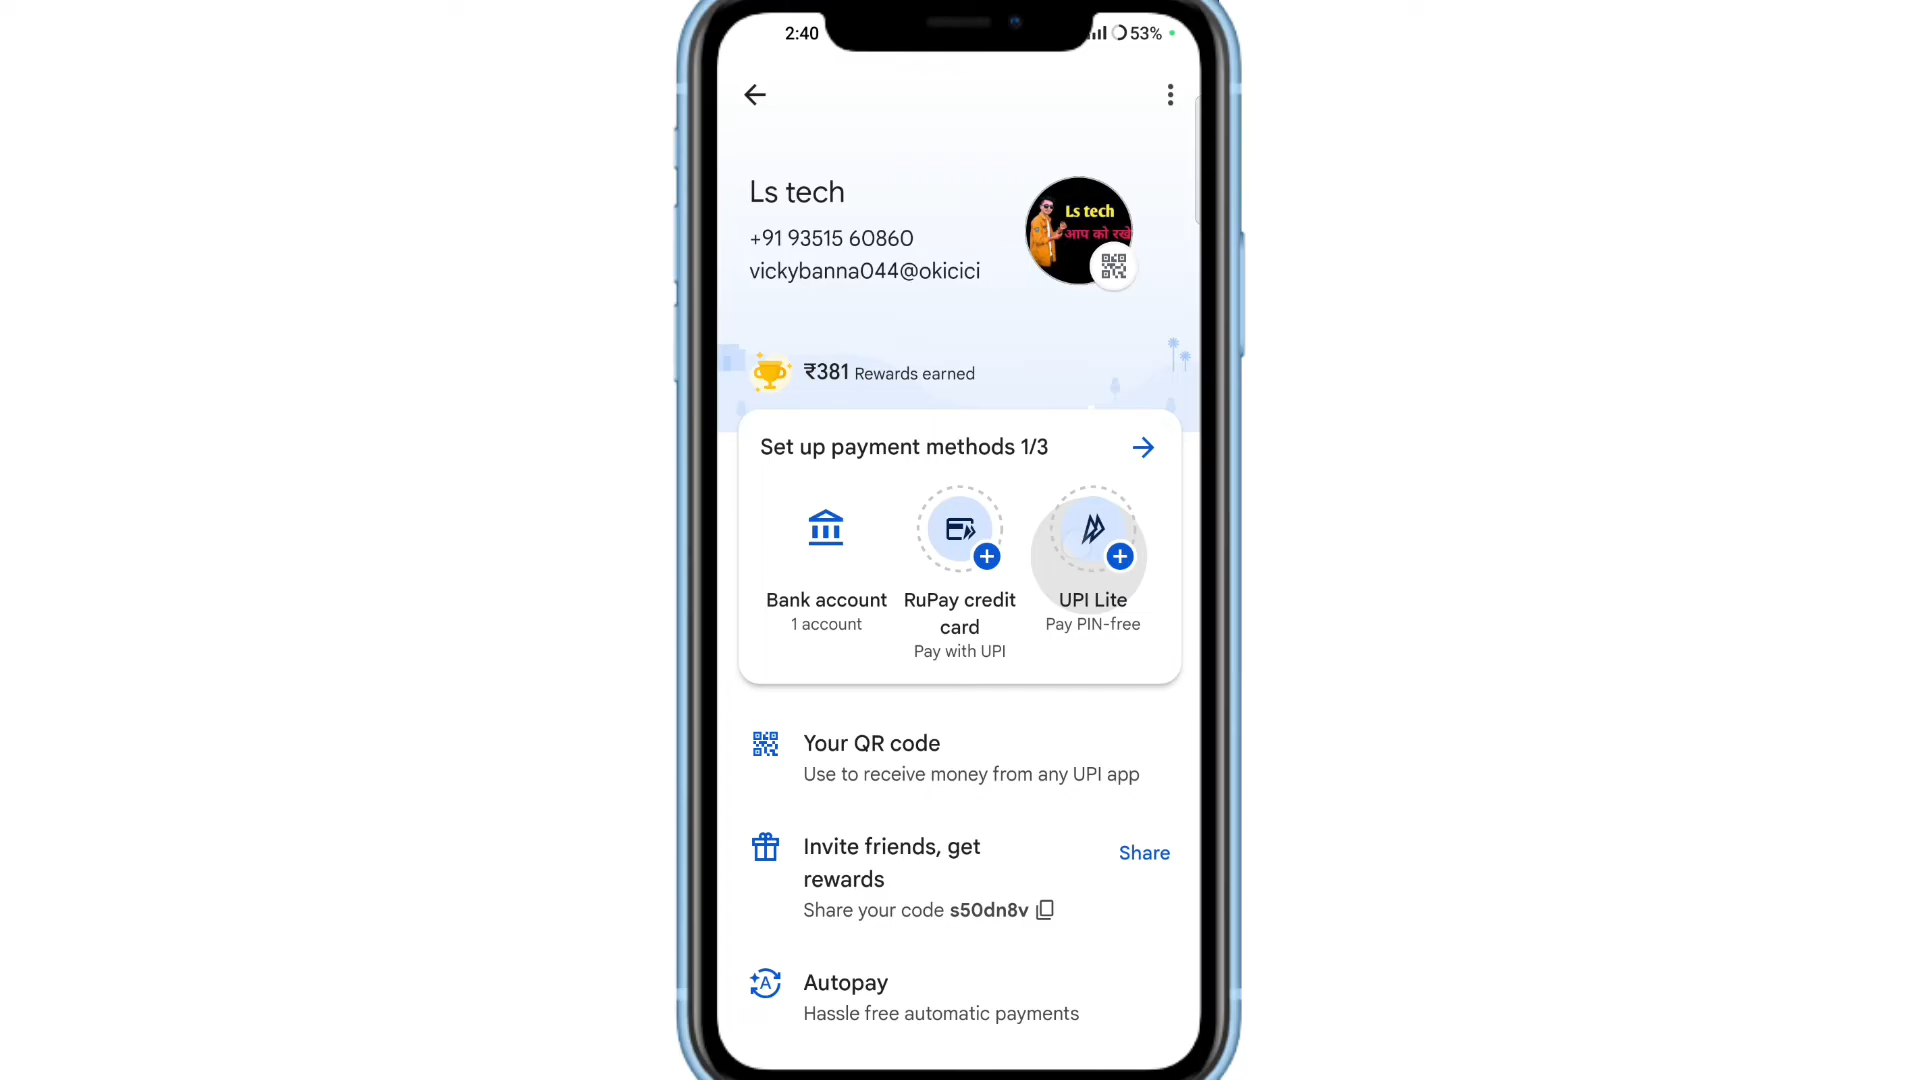 2:40
53%
Ls tech
+91 93515 60860
vickybanna044@okicici
Ls tech
आप को रखे
₹381 Rewards earned
Set up payment methods 1/3
Bank account
1 account
RuPay credit
card
Pay with UPI
UPI Lite
Pay PIN-free
Your QR code
Use to receive money from any UPI app
Invite friends, get
rewards
Share
Share your code s50dn8v
Autopay
Hassle free automatic payments